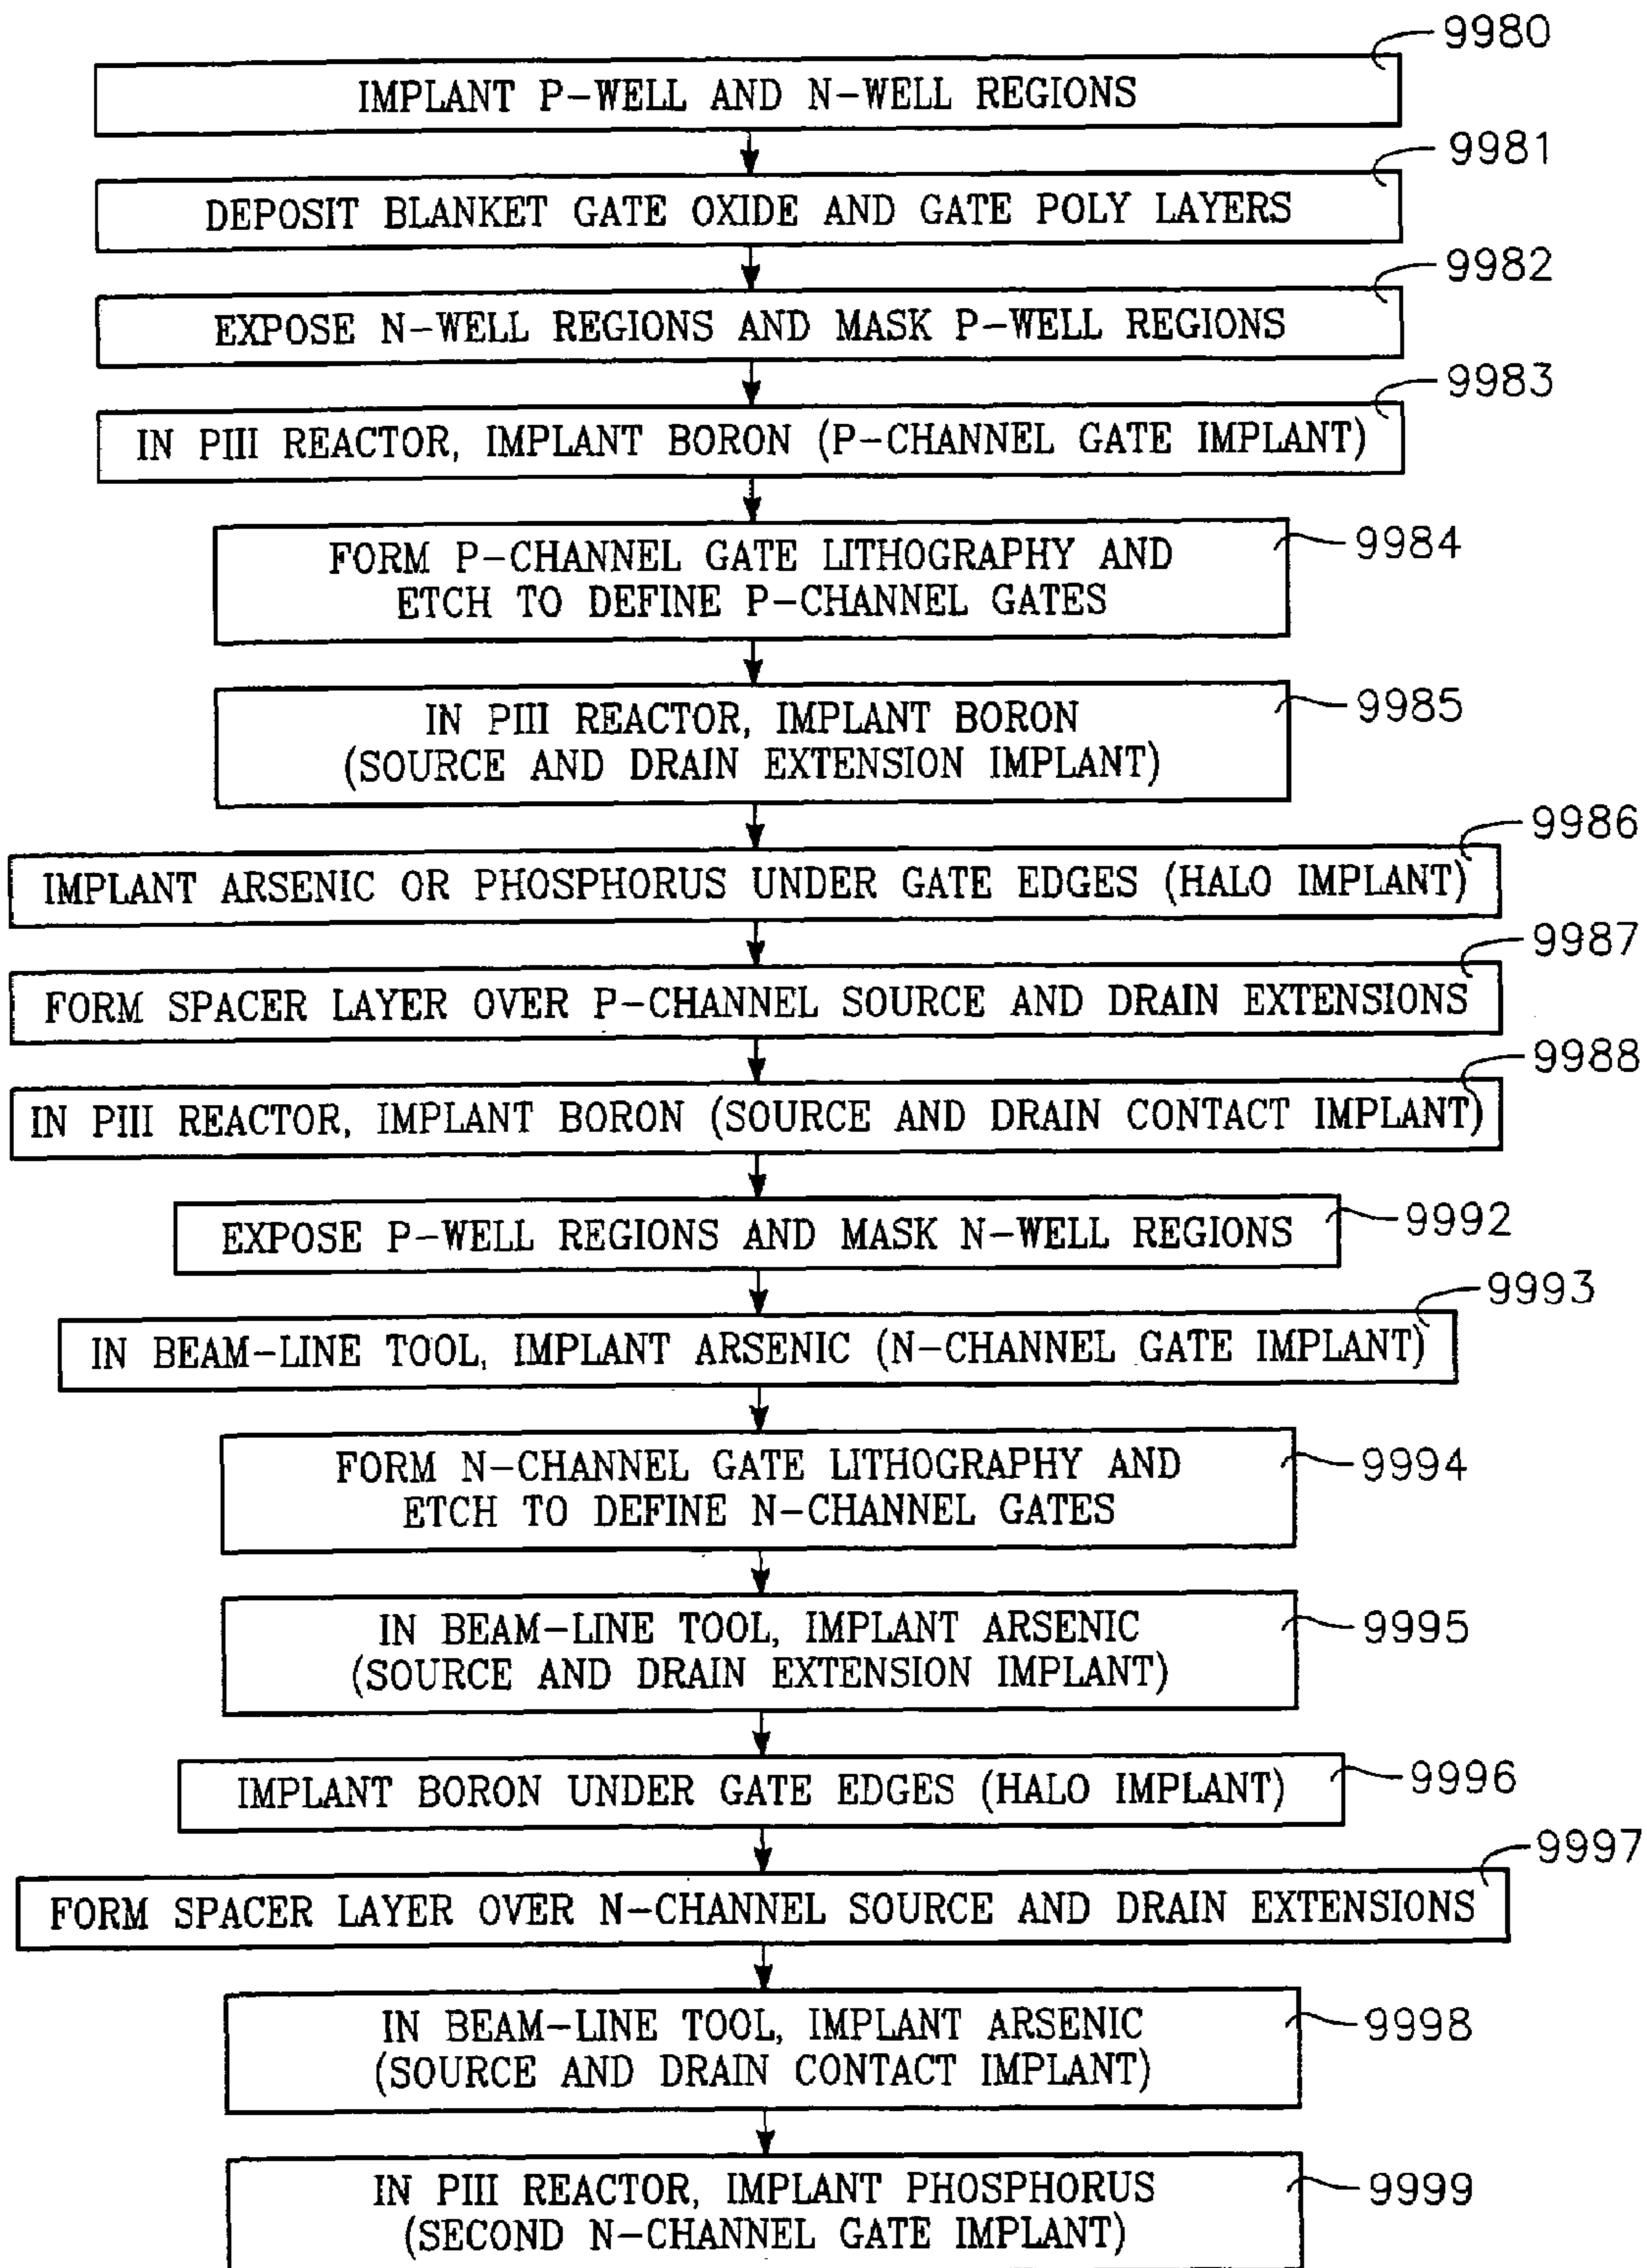 9980
IMPLANT P-WELL AND N-WELL REGIONS
9981
DEPOSIT BLANKET GATE OXIDE AND GATE POLY LAYERS
9982
EXPOSE N-WELL REGIONS AND MASK P-WELL REGIONS
9983
IN PIII REACTOR, IMPLANT BORON (P-CHANNEL GATE IMPLANT)
9984
FORM P-CHANNEL GATE LITHOGRAPHY AND
ETCH TO DEFINE P-CHANNEL GATES
9985
IN PIII REACTOR, IMPLANT BORON
(SOURCE AND DRAIN EXTENSION IMPLANT)
9986
IMPLANT ARSENIC OR PHOSPHORUS UNDER GATE EDGES (HALO IMPLANT)
9987
FORM SPACER LAYER OVER P-CHANNEL SOURCE AND DRAIN EXTENSIONS
9988
IN PIII REACTOR, IMPLANT BORON (SOURCE AND DRAIN CONTACT IMPLANT)
9992
EXPOSE P-WELL REGIONS AND MASK N-WELL REGIONS
9993
IN BEAM-LINE TOOL, IMPLANT ARSENIC (N-CHANNEL GATE IMPLANT)
9994
FORM N-CHANNEL GATE LITHOGRAPHY AND
ETCH TO DEFINE N-CHANNEL GATES
9995
IN BEAM-LINE TOOL, IMPLANT ARSENIC
(SOURCE AND DRAIN EXTENSION IMPLANT)
9996
IMPLANT BORON UNDER GATE EDGES (HALO IMPLANT)
9997
FORM SPACER LAYER OVER N-CHANNEL SOURCE AND DRAIN EXTENSIONS
9998
IN BEAM-LINE TOOL, IMPLANT ARSENIC
(SOURCE AND DRAIN CONTACT IMPLANT)
9999
IN PIII REACTOR, IMPLANT PHOSPHORUS
(SECOND N-CHANNEL GATE IMPLANT)